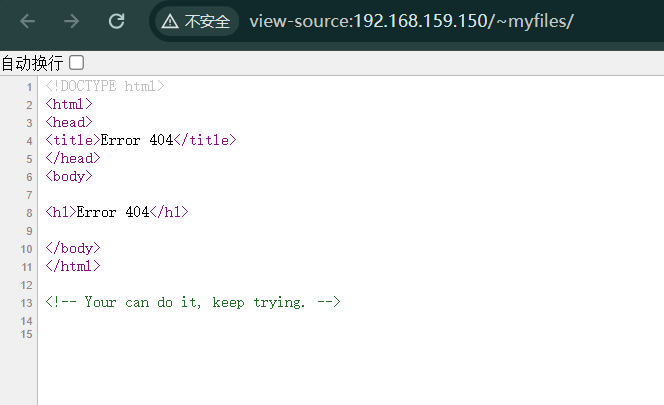 不安全 view-source:192.168.159.150/~myfiles/
自动换行
1 <!DOCTYPE html>
2 <html>
3 <head>
4 <title>Error 404</title>
5 </head>
6 <body>
7
8 <h1>Error 404</h1>
9
10 </body>
11 </html>
12
13 <!-- Your can do it, keep trying. -->
14
15